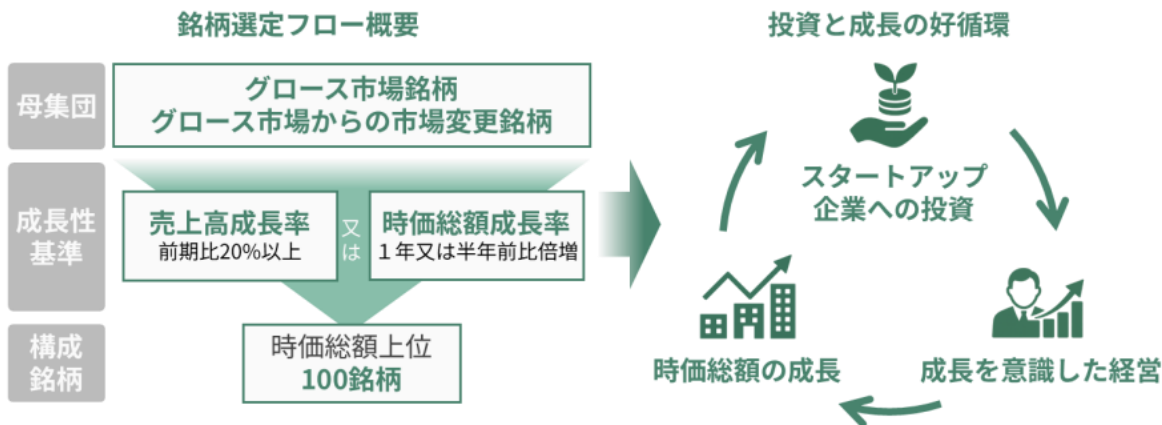 銘柄選定フロー概要
母集団
グロース市場銘柄
グロース市場からの市場変更銘柄
成長性
基準
売上高成長率
前期比20%以上
又
は
時価総額成長率
１年又は半年前比倍増
構成
銘柄
時価総額上位
100銘柄
投資と成長の好循環
スタートアップ
企業への投資
時価総額の成長
成長を意識した経営